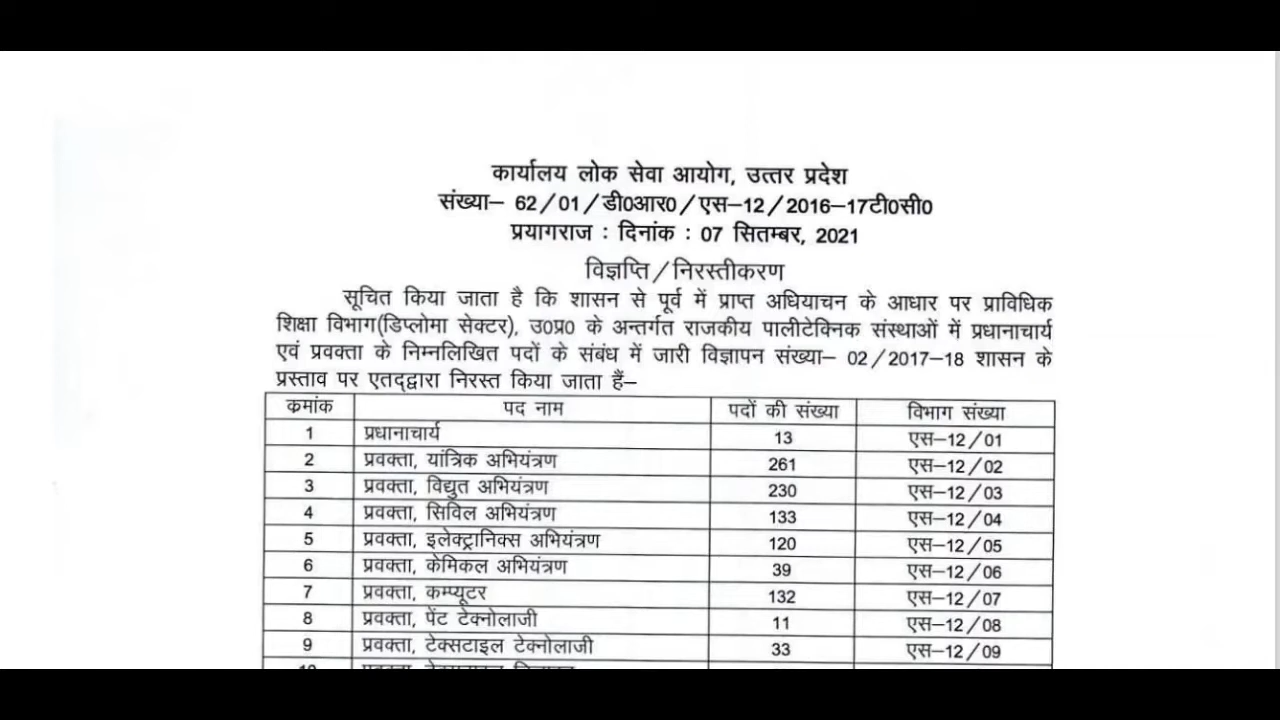 कार्यालय लोक सेवा आयोग, उत्तर प्रदेश
संख्या– 62/01/डी0आर0/एस–12/2016–17टी0सी0
प्रयागराज : दिनांक : 07 सितम्बर, 2021
विज्ञप्ति/निरस्तीकरण
सूचित किया जाता है कि शासन से पूर्व में प्राप्त अधियाचन के आधार पर प्राविधिक
शिक्षा विभाग(डिप्लोमा सेक्टर), उ0प्र0 के अन्तर्गत राजकीय पालीटेक्निक संस्थाओं में प्रधानाचार्य
एवं प्रवक्ता के निम्नलिखित पदों के संबंध में जारी विज्ञापन संख्या– 02/2017–18 शासन के
प्रस्ताव पर एतद्द्वारा निरस्त किया जाता हैं–
क्रमांक पद नाम पदों की संख्या विभाग संख्या
1 प्रधानाचार्य 13 एस–12/01
2 प्रवक्ता, यांत्रिक अभियंत्रण 261 एस–12/02
3 प्रवक्ता, विद्युत अभियंत्रण 230 एस–12/03
4 प्रवक्ता, सिविल अभियंत्रण 133 एस–12/04
5 प्रवक्ता, इलेक्ट्रानिक्स अभियंत्रण 120 एस–12/05
6 प्रवक्ता, केमिकल अभियंत्रण 39 एस–12/06
7 प्रवक्ता, कम्प्यूटर 132 एस–12/07
8 प्रवक्ता, पेंट टेक्नोलाजी 11 एस–12/08
9 प्रवक्ता, टेक्सटाइल टेक्नोलाजी 33 एस–12/09